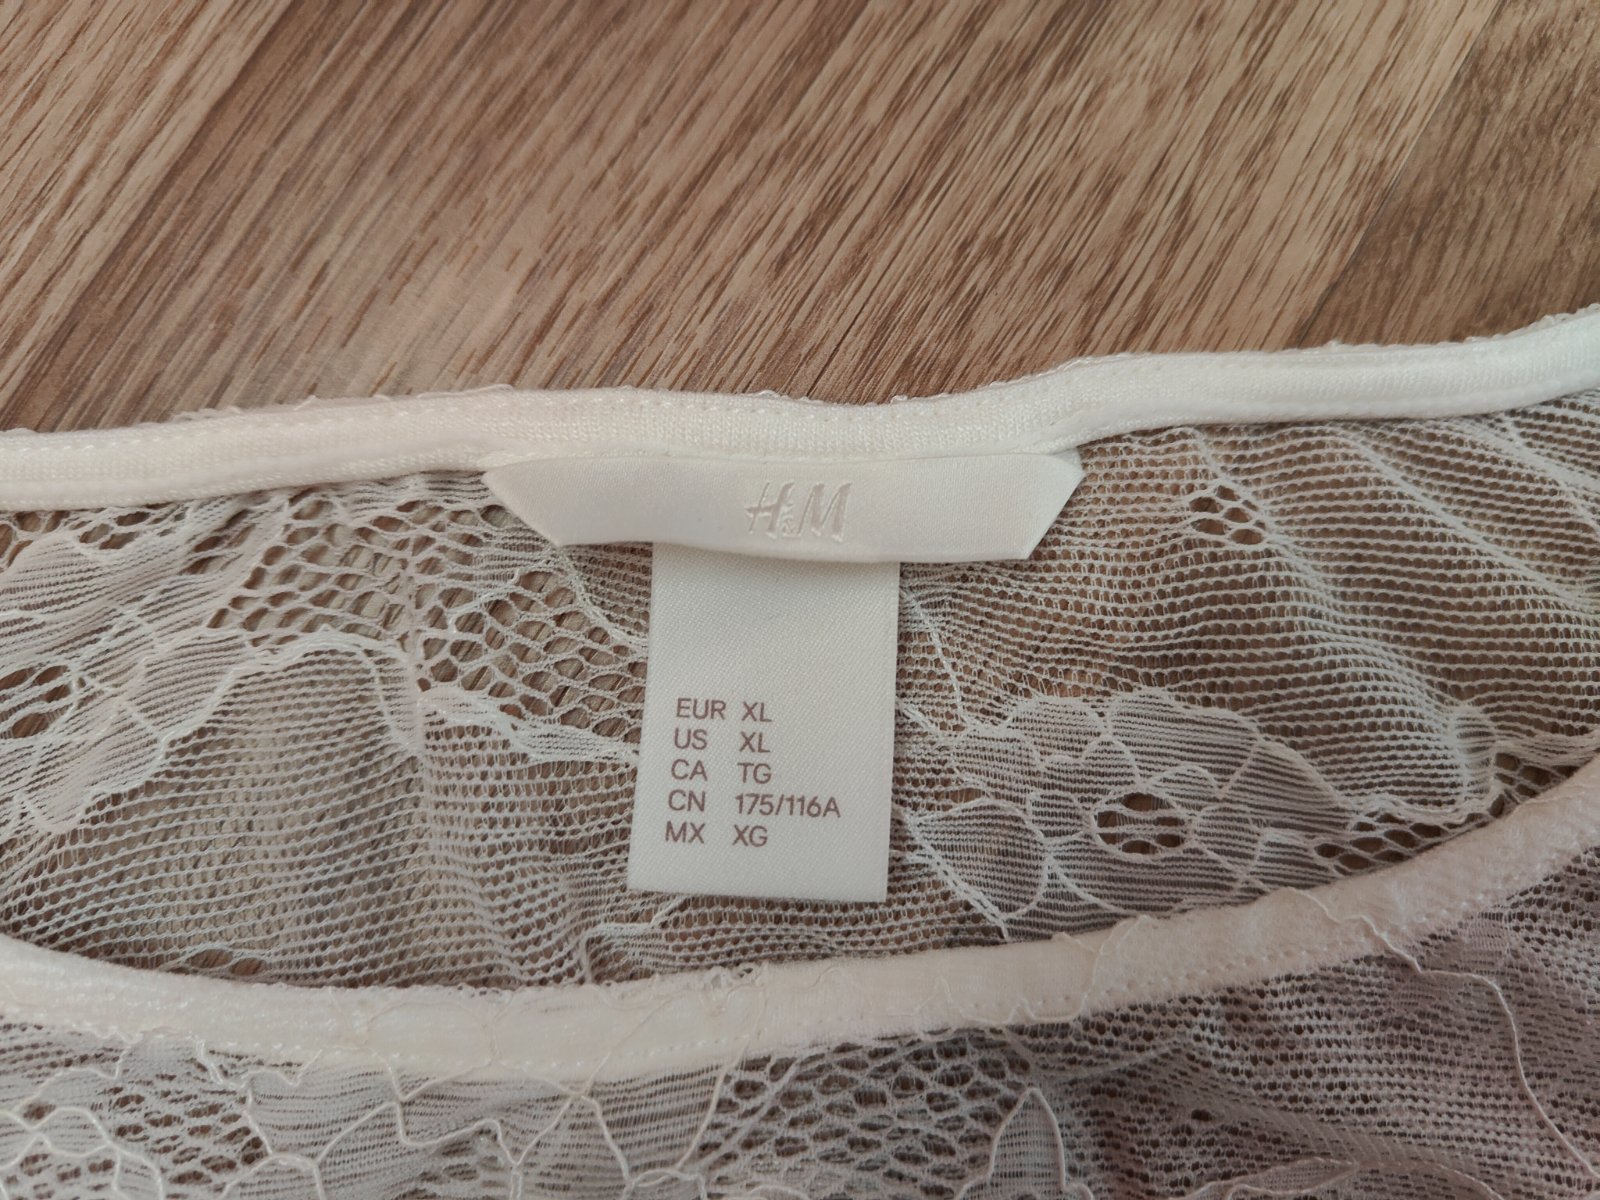 H&M
EUR XL
US XL
CA TG
CN 175/116A
MX XG